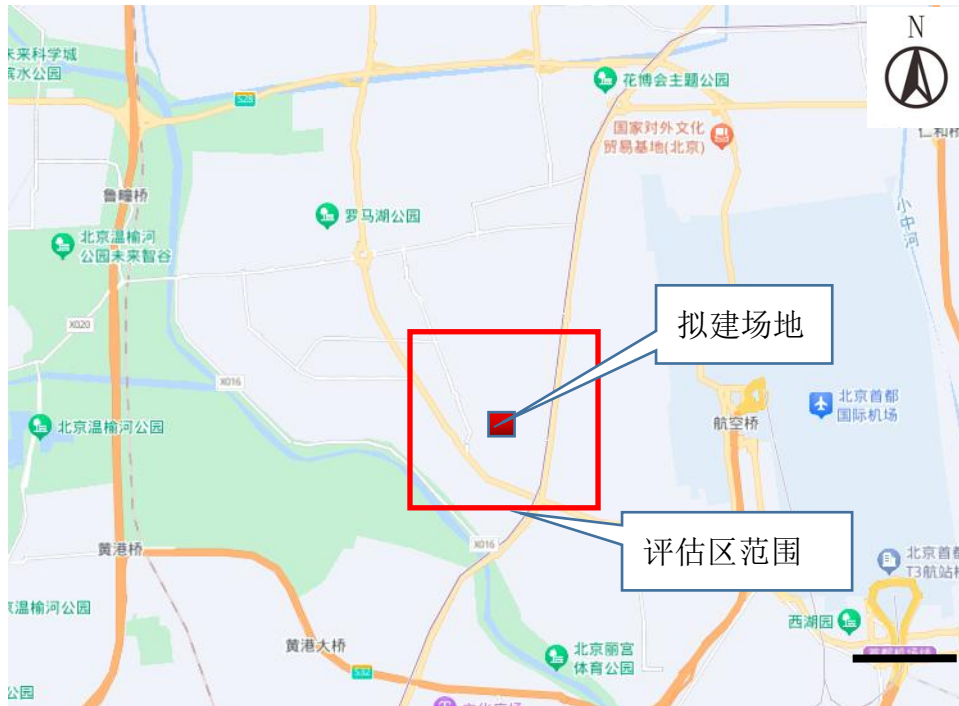 N
未来科学城
滨水公园
S28
花博会主题公园
国家对外文化
贸易基地(北京)
仁和桥
鲁疃桥
小中河
罗马湖公园
北京温榆河
公园未来智谷
X020
拟建场地
X016
北京首都
国际机场
北京温榆河公园
航空桥
X016
评估区范围
黄港桥
北京首都
T3航站楼
温榆河公园
西湖园
黄港大桥
北京丽宫
体育公园
S32
公园